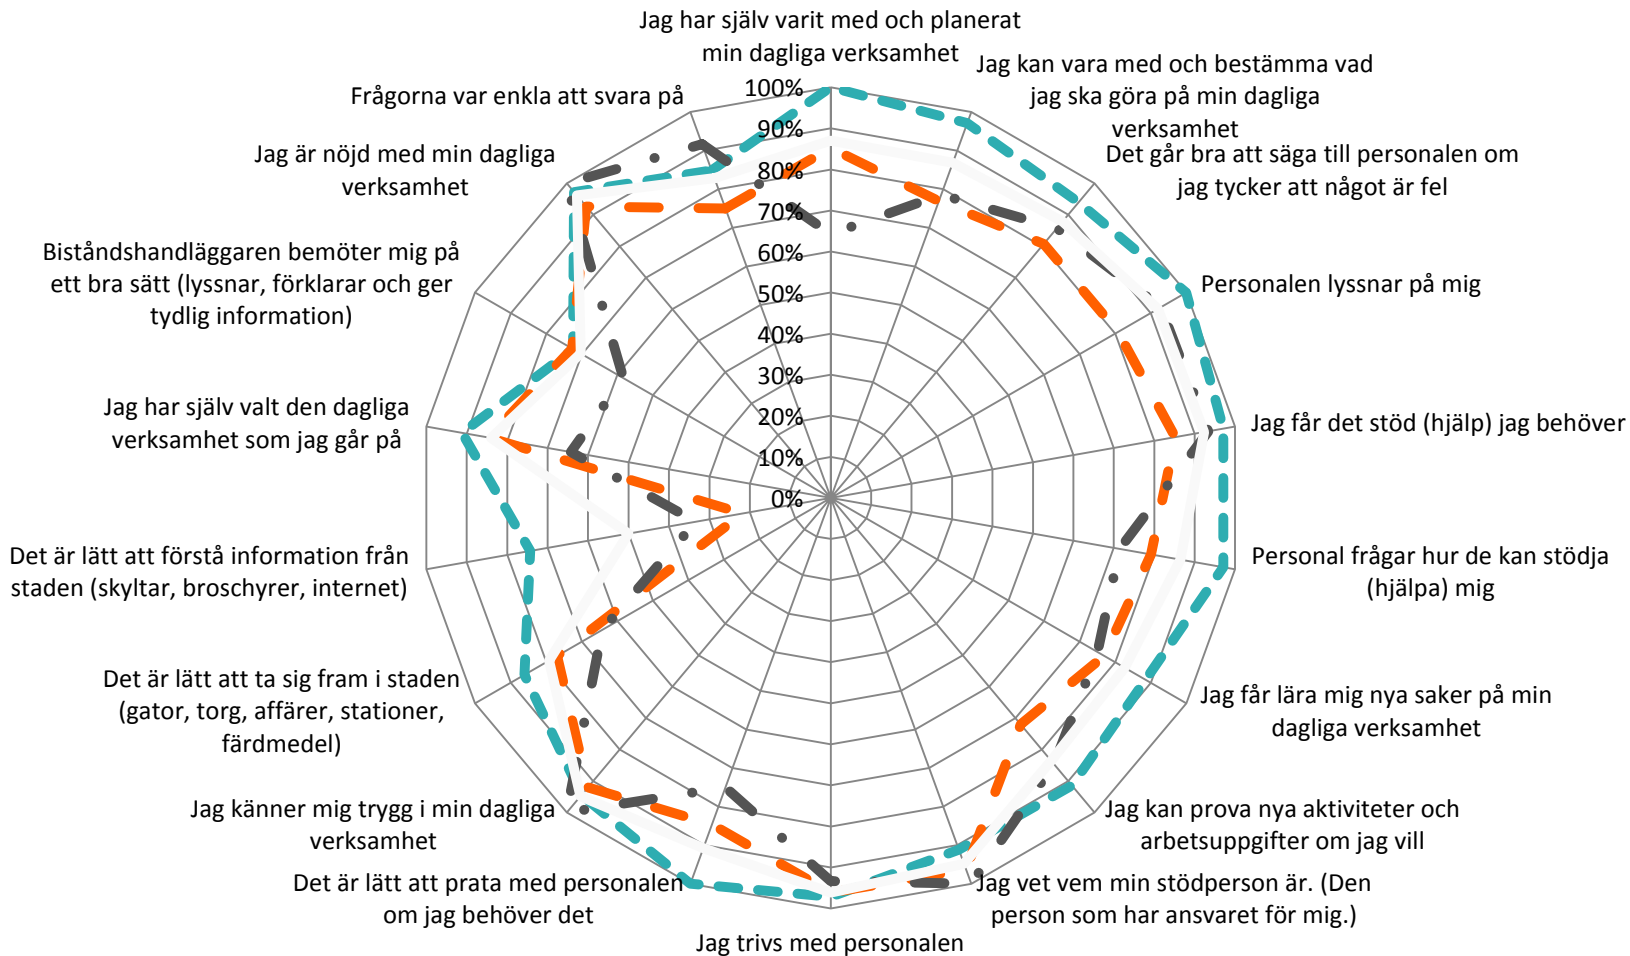 Jag har själv varit med och planerat
min dagliga verksamhet
Jag kan vara med och bestämma vad
jag ska göra på min dagliga
verksamhet
Det går bra att säga till personalen om
jag tycker att något är fel
Personalen lyssnar på mig
Jag får det stöd (hjälp) jag behöver
Personal frågar hur de kan stödja
(hjälpa) mig
Jag får lära mig nya saker på min
dagliga verksamhet
Jag kan prova nya aktiviteter och
arbetsuppgifter om jag vill
Jag vet vem min stödperson är. (Den
person som har ansvaret för mig.)
Jag trivs med personalen
Det är lätt att prata med personalen
om jag behöver det
Jag känner mig trygg i min dagliga
verksamhet
Det är lätt att ta sig fram i staden
(gator, torg, affärer, stationer,
färdmedel)
Det är lätt att förstå information från
staden (skyltar, broschyrer, internet)
Jag har själv valt den dagliga
verksamhet som jag går på
Biståndshandläggaren bemöter mig på
ett bra sätt (lyssnar, förklarar och ger
tydlig information)
Jag är nöjd med min dagliga
verksamhet
Frågorna var enkla att svara på
100%
90%
80%
70%
60%
50%
40%
30%
20%
10%
0%